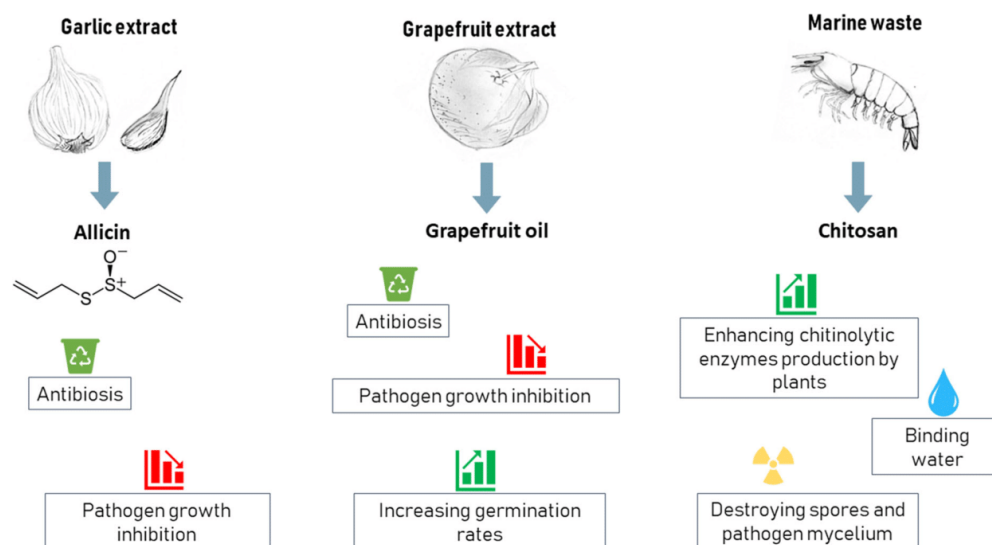 Garlic extract
Allicin
O−
S+
S
Antibiosis
Pathogen growth
inhibition
Grapefruit extract
Grapefruit oil
Antibiosis
Pathogen growth inhibition
Increasing germination
rates
Marine waste
Chitosan
Enhancing chitinolytic
enzymes production by
plants
Binding
water
Destroying spores and
pathogen mycelium